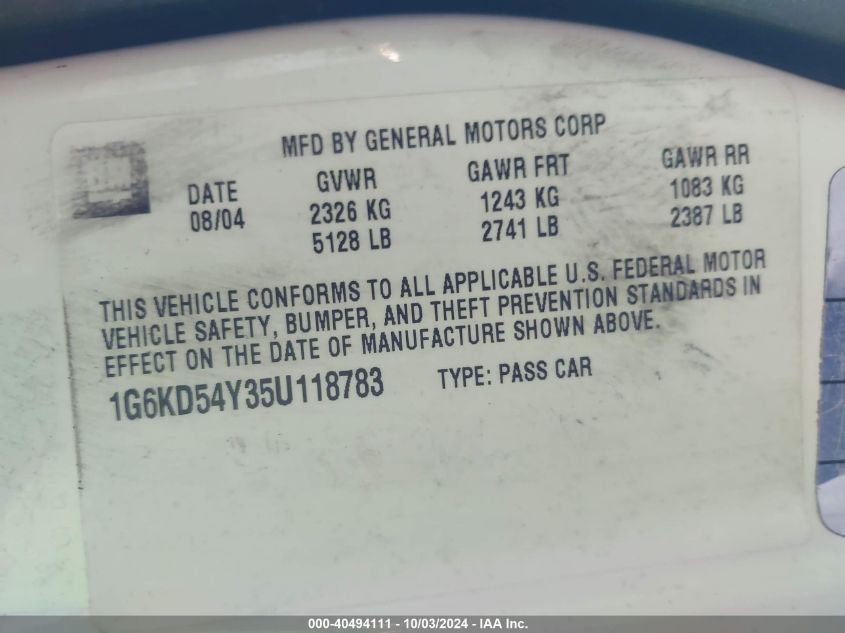 MFD BY GENERAL MOTORS CORP
DATE GVWR GAWR FRT GAWR RR
08/04 2326 KG 1243 KG 1083 KG
5128 LB 2741 LB 2387 LB
THIS VEHICLE CONFORMS TO ALL APPLICABLE U.S. FEDERAL MOTOR
VEHICLE SAFETY, BUMPER, AND THEFT PREVENTION STANDARDS IN
EFFECT ON THE DATE OF MANUFACTURE SHOWN ABOVE.
1G6KD54Y35U118783 TYPE: PASS CAR
000-40494111 - 10/03/2024 - IAA Inc.